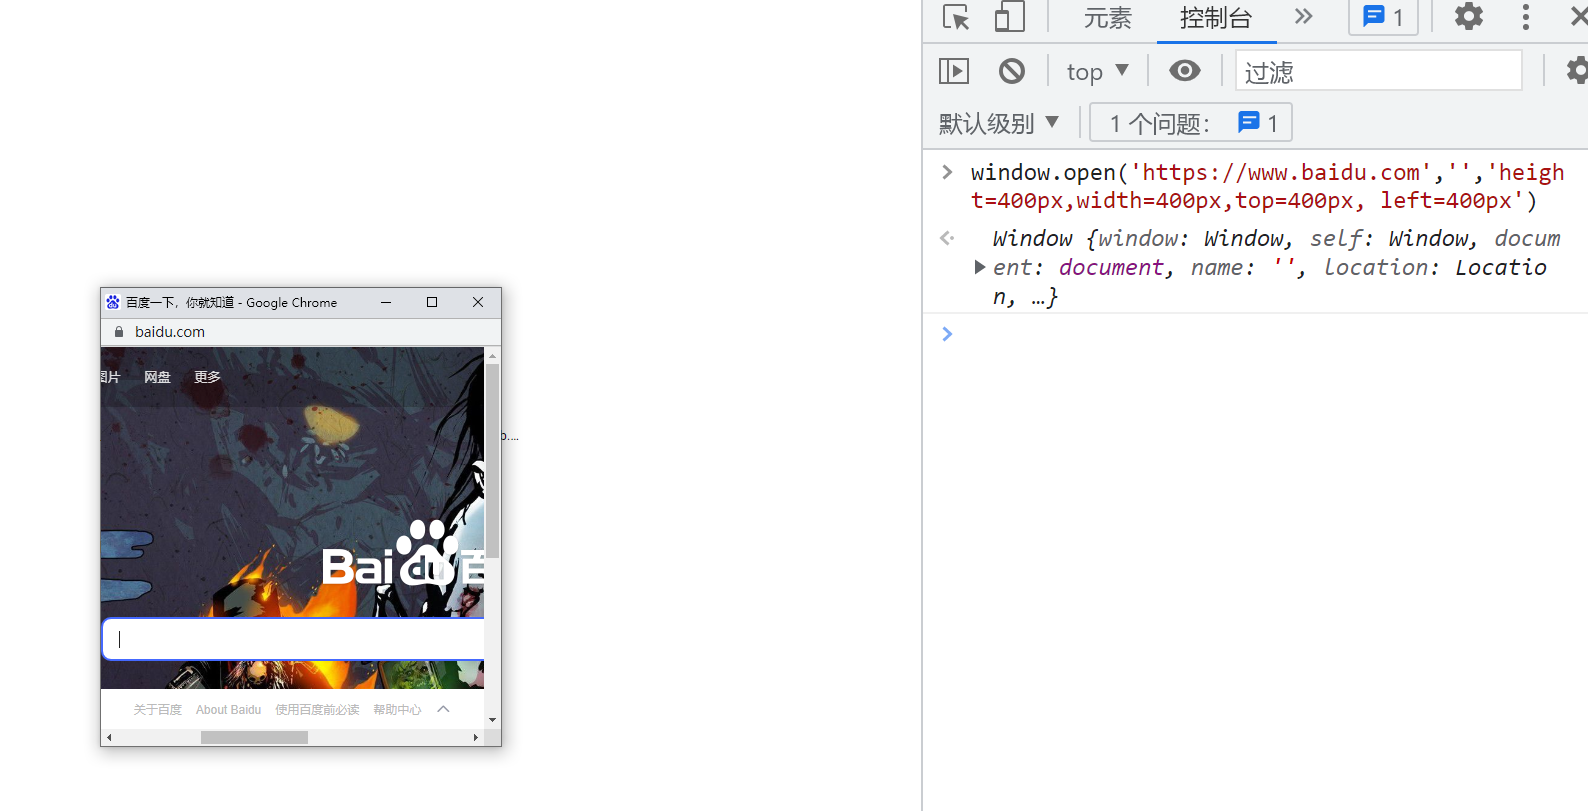 元素 控制台 1
top 过滤
默认级别 1 个问题： 1
window.open('https://www.baidu.com','','heigh
t=400px,width=400px,top=400px, left=400px')
Window {window: Window, self: Window, docum
ent: document, name: '', location: Locatio
n, …}
百度一下，你就知道 - Google Chrome
baidu.com
图片 网盘 更多
Bai du 百
关于百度 About Baidu 使用百度前必读 帮助中心